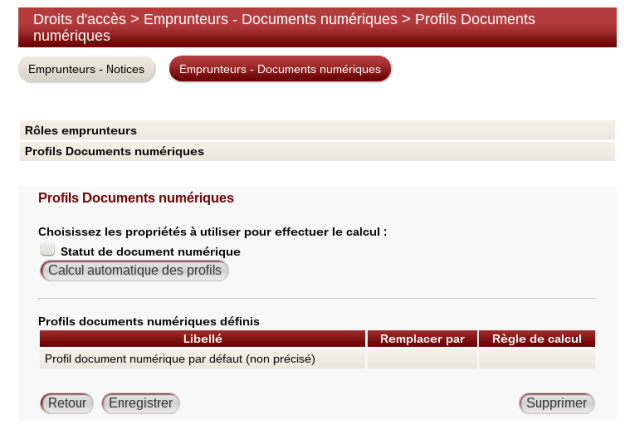 Droits d'accès > Emprunteurs - Documents numériques > Profils Documents
numériques
Emprunteurs - Notices
Emprunteurs - Documents numériques
Rôles emprunteurs
Profils Documents numériques
Profils Documents numériques
Choisissez les propriétés à utiliser pour effectuer le calcul :
Statut de document numérique
Calcul automatique des profils
Profils documents numériques définis
Libellé Remplacer par Règle de calcul
Profil document numérique par défaut (non précisé)
Retour Enregistrer Supprimer